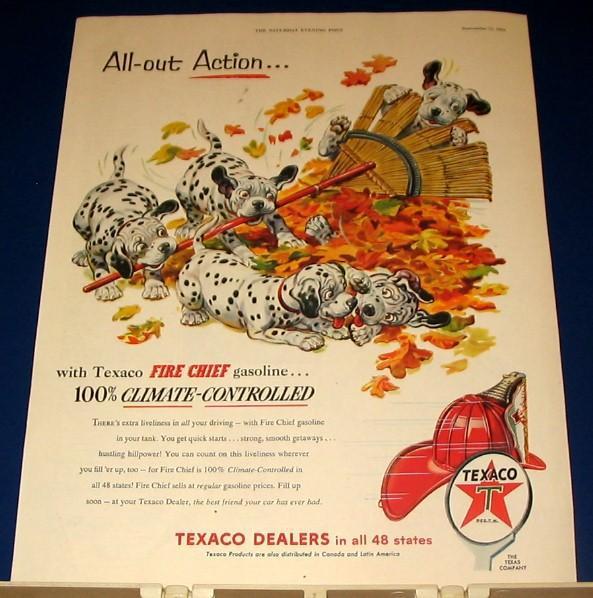 THE SATURDAY EVENING POST
All-out Action...
with Texaco FIRE CHIEF gasoline...
100% CLIMATE-CONTROLLED
THERE'S extra liveliness in all your driving – with Fire Chief gasoline
in your tank. You get quick starts . . . strong, smooth getaways . . .
hustling hillpower! You can count on this liveliness wherever
you fill 'er up, too – for Fire Chief is 100% Climate-Controlled in
all 48 states! Fire Chief sells at regular gasoline prices. Fill up
soon – at your Texaco Dealer, the best friend your car has ever had.
TEXACO
T
REG. T.M.
TEXACO DEALERS in all 48 states
Texaco Products are also distributed in Canada and Latin America
THE
TEXAS
COMPANY